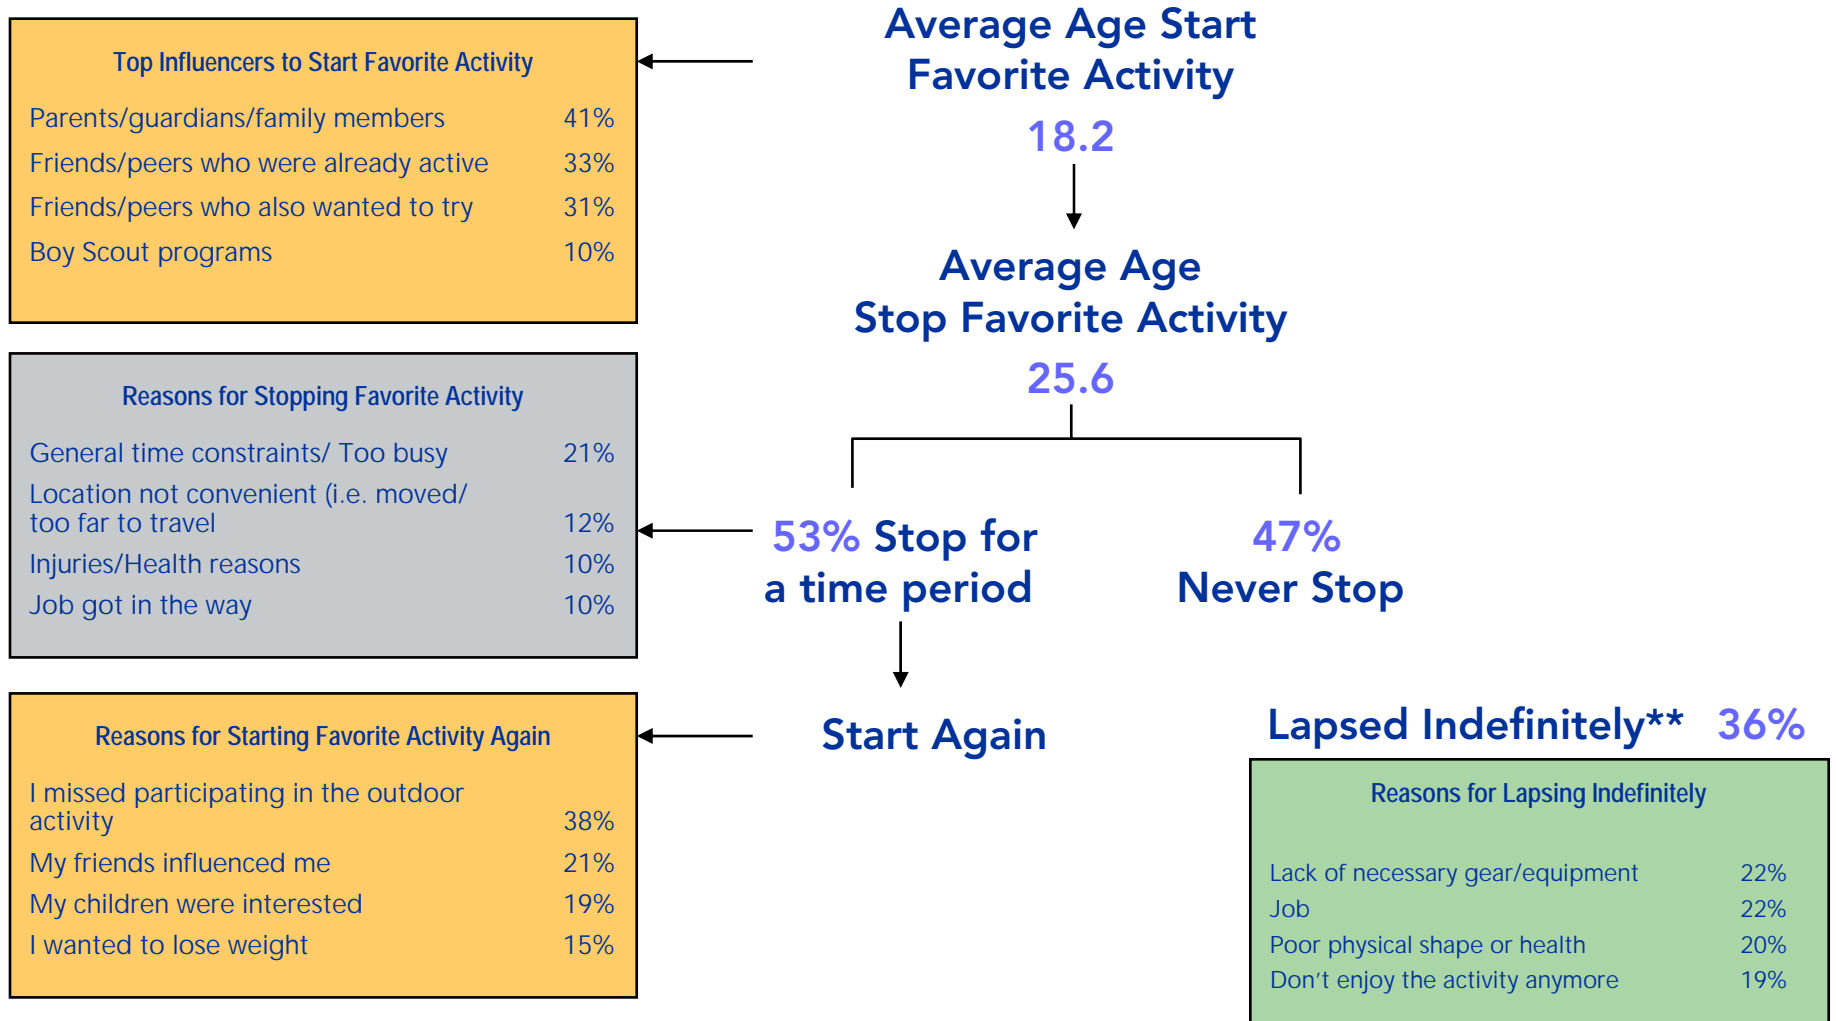 Average Age Start
Favorite Activity
18.2
Top Influencers to Start Favorite Activity
Parents/guardians/family members 41%
Friends/peers who were already active 33%
Friends/peers who also wanted to try 31%
Boy Scout programs 10%
Average Age
Stop Favorite Activity
25.6
Reasons for Stopping Favorite Activity
General time constraints/ Too busy 21%
Location not convenient (i.e. moved/
too far to travel 12%
Injuries/Health reasons 10%
Job got in the way 10%
53% Stop for
a time period
47%
Never Stop
Reasons for Starting Favorite Activity Again
I missed participating in the outdoor
activity 38%
My friends influenced me 21%
My children were interested 19%
I wanted to lose weight 15%
Start Again
Lapsed Indefinitely** 36%
Reasons for Lapsing Indefinitely
Lack of necessary gear/equipment 22%
Job 22%
Poor physical shape or health 20%
Don't enjoy the activity anymore 19%